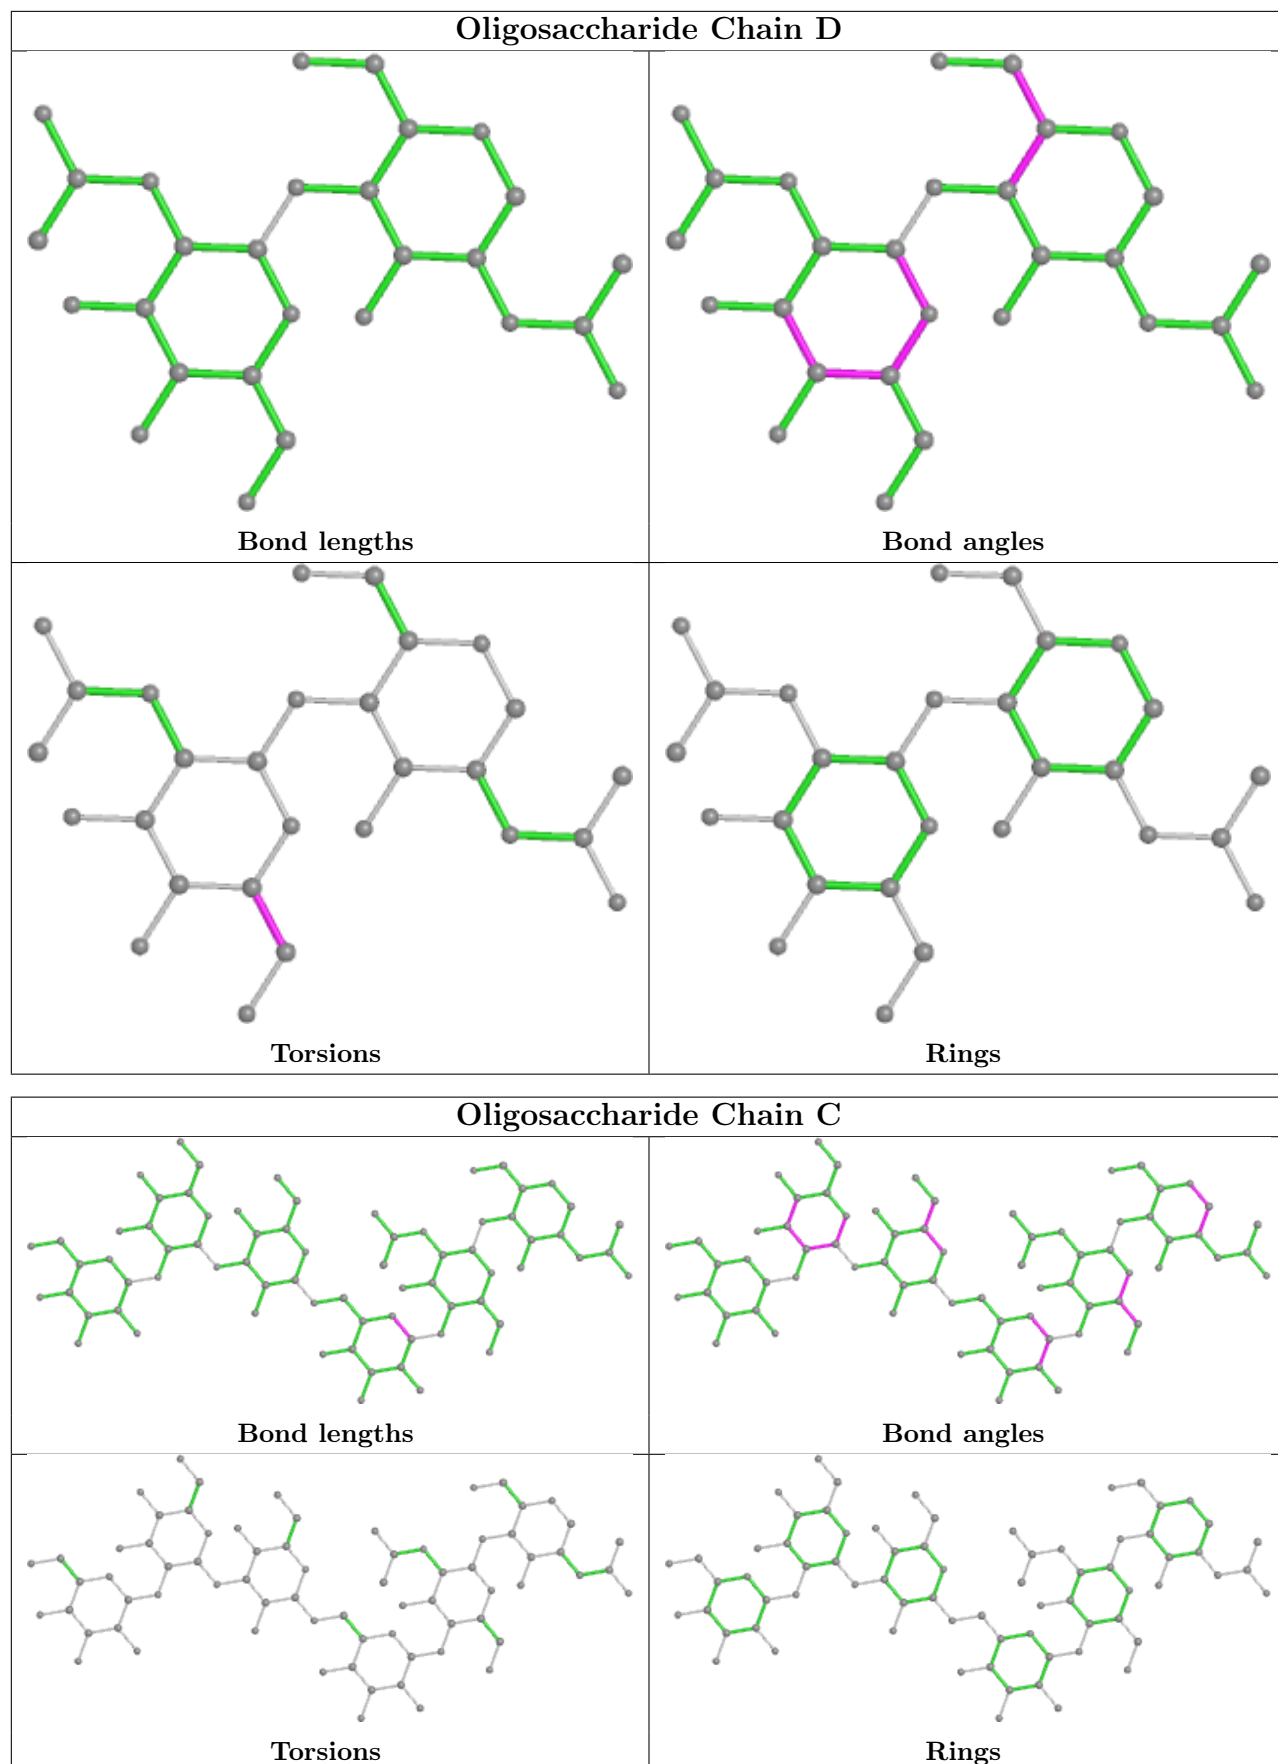 Oligosaccharide Chain D
Bond lengths
Bond angles
Torsions
Rings
Oligosaccharide Chain C
Bond lengths
Bond angles
Torsions
Rings